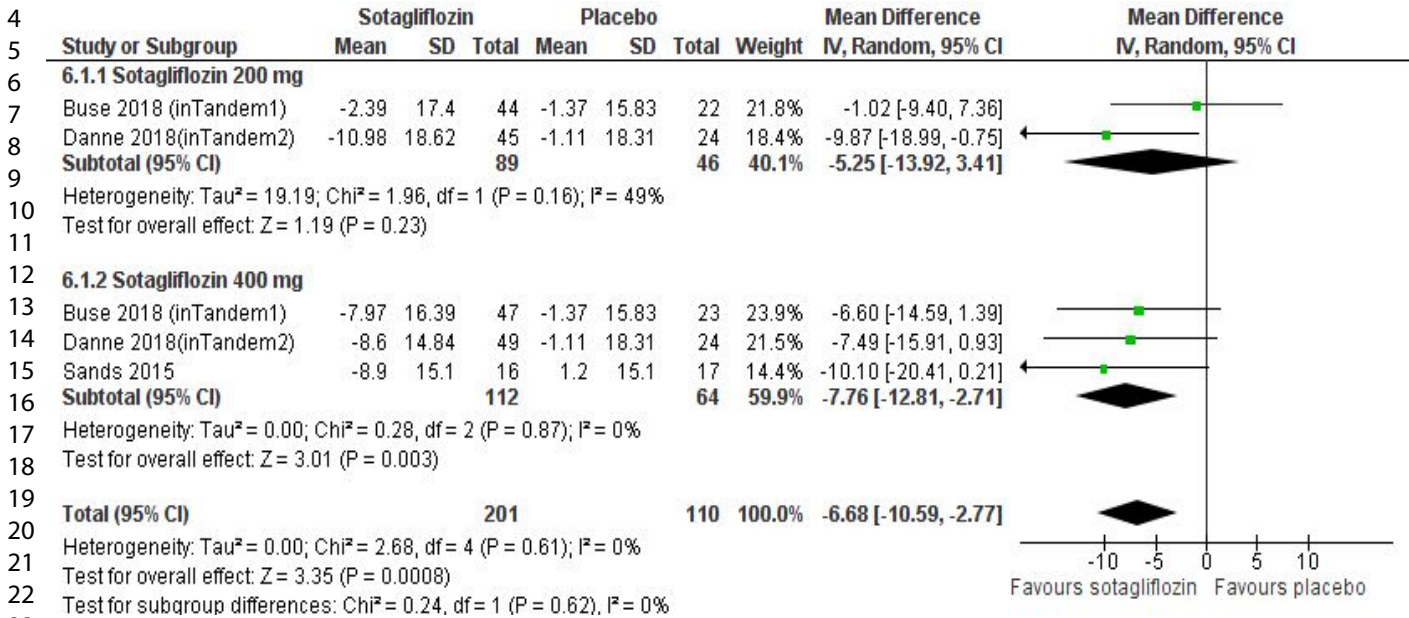 4 Sotagliflozin Placebo Mean Difference Mean Difference
5 Study or Subgroup Mean SD Total Mean SD Total Weight IV, Random, 95% CI IV, Random, 95% CI
6 6.1.1 Sotagliflozin 200 mg
7 Buse 2018 (inTandem1) -2.39 17.4 44 -1.37 15.83 22 21.8% -1.02 [-9.40, 7.36]
8 Danne 2018(inTandem2) -10.98 18.62 45 -1.11 18.31 24 18.4% -9.87 [-18.99, -0.75]
Subtotal (95% CI) 89 46 40.1% -5.25 [-13.92, 3.41]
9 Heterogeneity: Tau² = 19.19; Chi² = 1.96, df = 1 (P = 0.16); I² = 49%
10 Test for overall effect: Z = 1.19 (P = 0.23)
11
12 6.1.2 Sotagliflozin 400 mg
13 Buse 2018 (inTandem1) -7.97 16.39 47 -1.37 15.83 23 23.9% -6.60 [-14.59, 1.39]
14 Danne 2018(inTandem2) -8.6 14.84 49 -1.11 18.31 24 21.5% -7.49 [-15.91, 0.93]
15 Sands 2015 -8.9 15.1 16 1.2 15.1 17 14.4% -10.10 [-20.41, 0.21]
16 Subtotal (95% CI) 112 64 59.9% -7.76 [-12.81, -2.71]
17 Heterogeneity: Tau² = 0.00; Chi² = 0.28, df = 2 (P = 0.87); I² = 0%
18 Test for overall effect: Z = 3.01 (P = 0.003)
19 Total (95% CI) 201 110 100.0% -6.68 [-10.59, -2.77]
20 Heterogeneity: Tau² = 0.00; Chi² = 2.68, df = 4 (P = 0.61); I² = 0%
21 Test for overall effect: Z = 3.35 (P = 0.0008)
22 Test for subgroup differences: Chi² = 0.24, df = 1 (P = 0.62), I² = 0%
-10 -5 0 5 10
Favours sotagliflozin Favours placebo